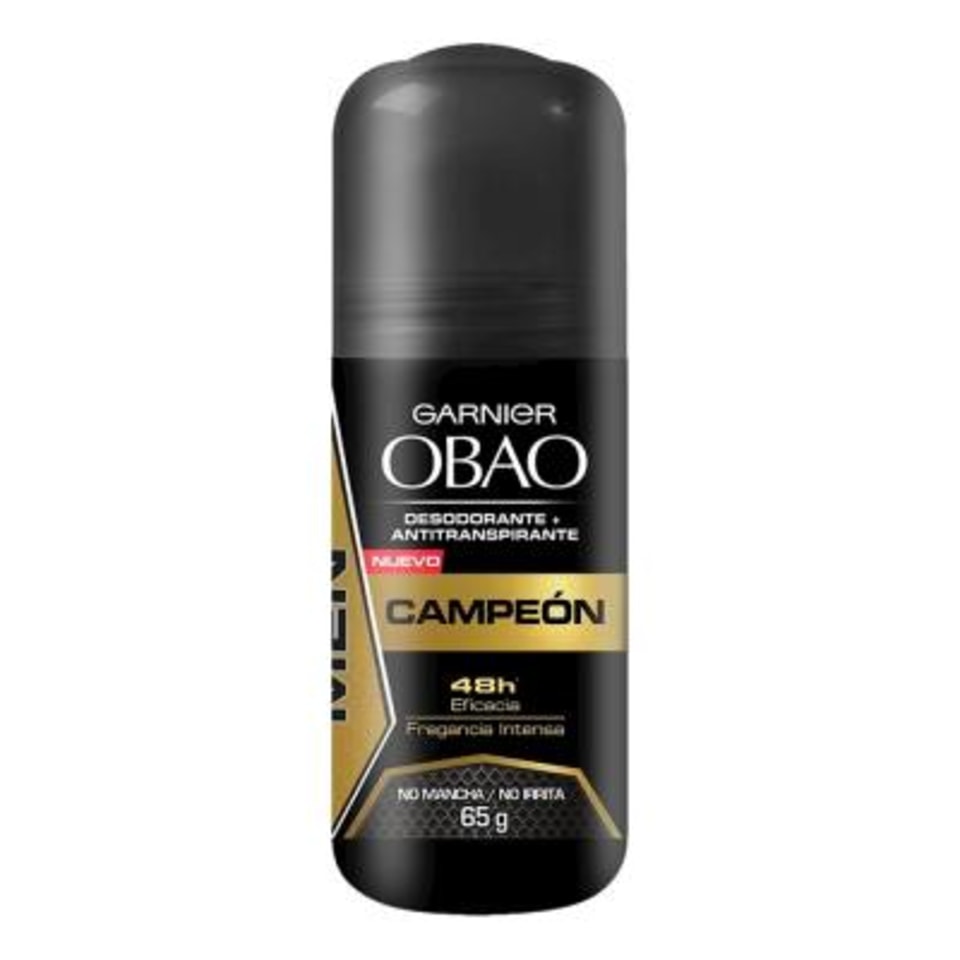 GARNIER
OBAO
DESODORANTE +
ANTITRANSPIRANTE
NUEVO
CAMPEÓN
MEN
48h
Eficacia
Fragancia Intensa
NO MANCHA / NO IRRITA
65 g